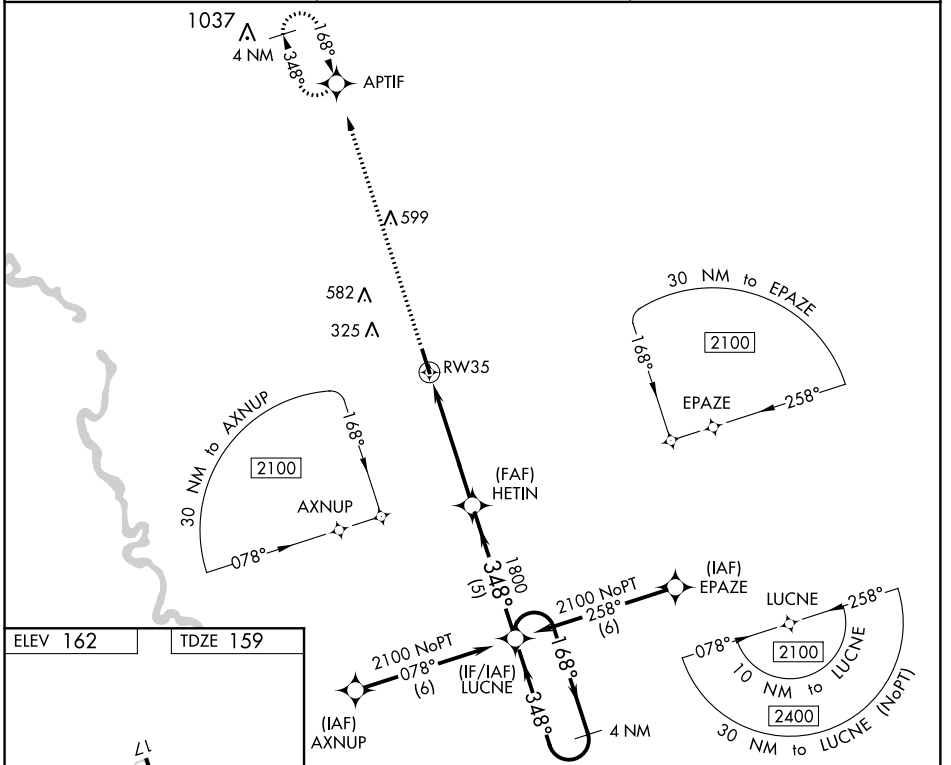 1037
4 NM
348°
168°
APTIF
599
582
325
RW35
30 NM to EPAZE
2100
168°
EPAZE
258°
30 NM to AXNUP
2100
168°
AXNUP
078°
(FAF)
HETIN
348°
1800
(5)
(IAF)
EPAZE
2100 NoPT
258°
(6)
2100 NoPT
078°
(6)
(IF/IAF)
LUCNE
(IAF)
AXNUP
168°
348°
4 NM
LUCNE
258°
078°
2100
10 NM to LUCNE
2400
30 NM to LUCNE (NoPT)
ELEV 162
TDZE 159
17